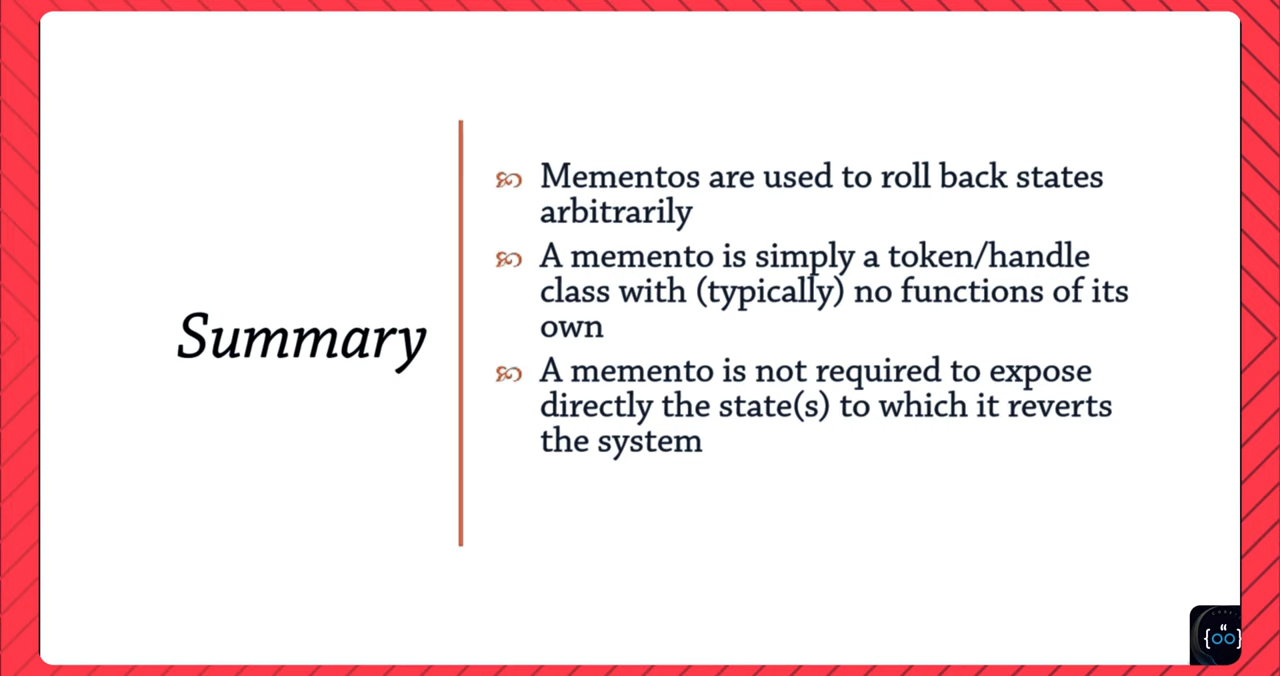 Summary
Mementos are used to roll back states
arbitrarily
A memento is simply a token/handle
class with (typically) no functions of its
own
A memento is not required to expose
directly the state(s) to which it reverts
the system